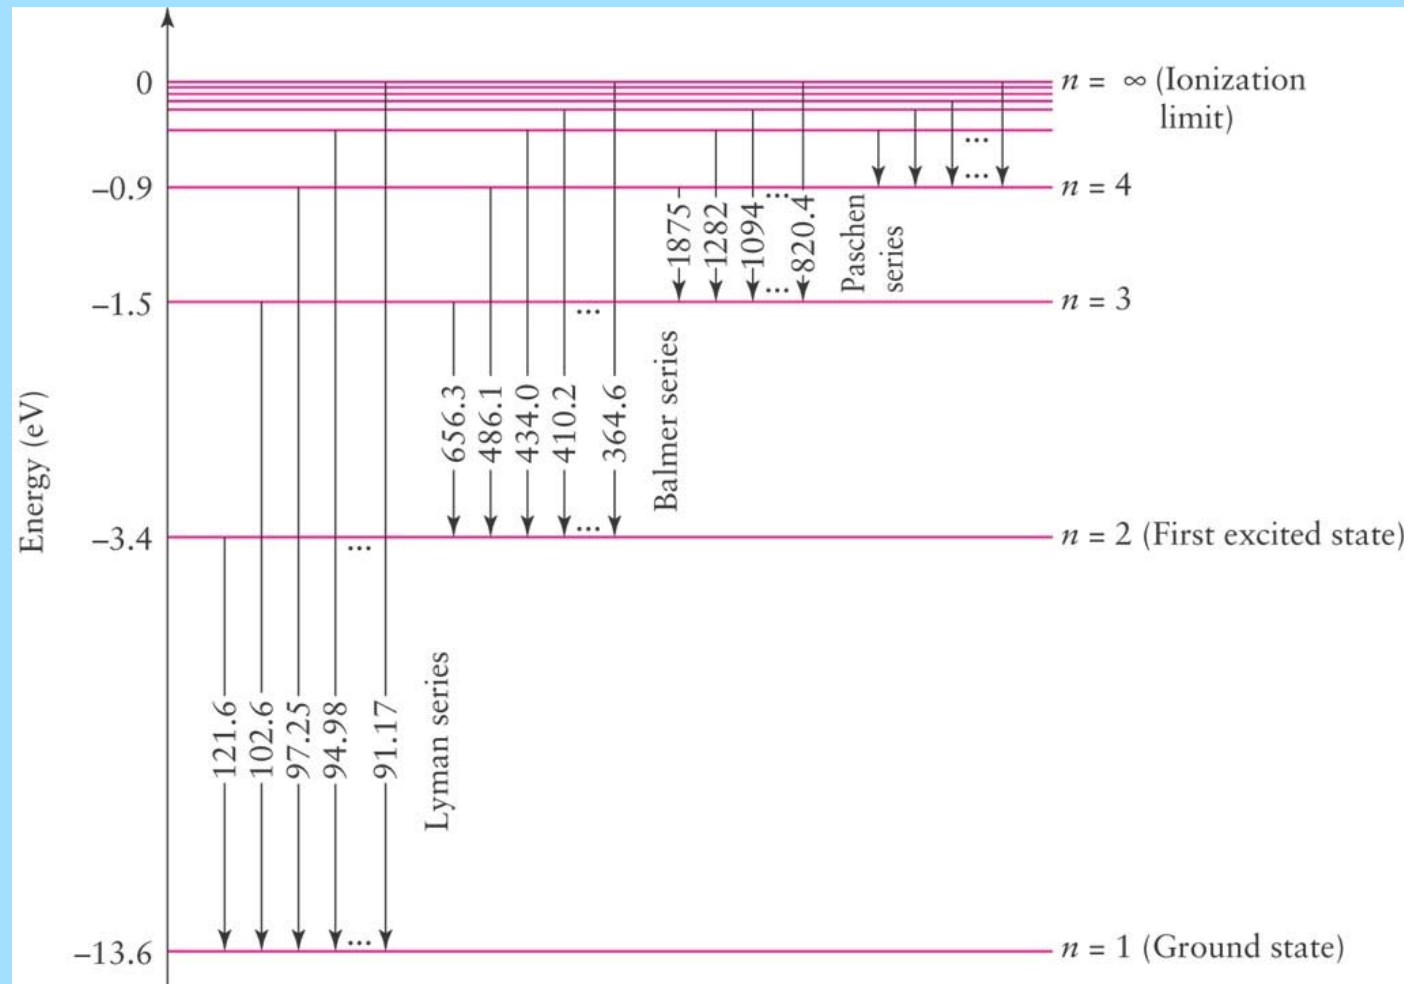 0
n = ∞ (Ionization
limit)
−0.9
n = 4
1875
1282
1094
820.4
Paschen
series
−1.5
n = 3
656.3
486.1
434.0
410.2
364.6
Balmer series
Energy (eV)
−3.4
n = 2 (First excited state)
121.6
102.6
97.25
94.98
91.17
Lyman series
−13.6
n = 1 (Ground state)
...
...
...
...
...
...
...
...